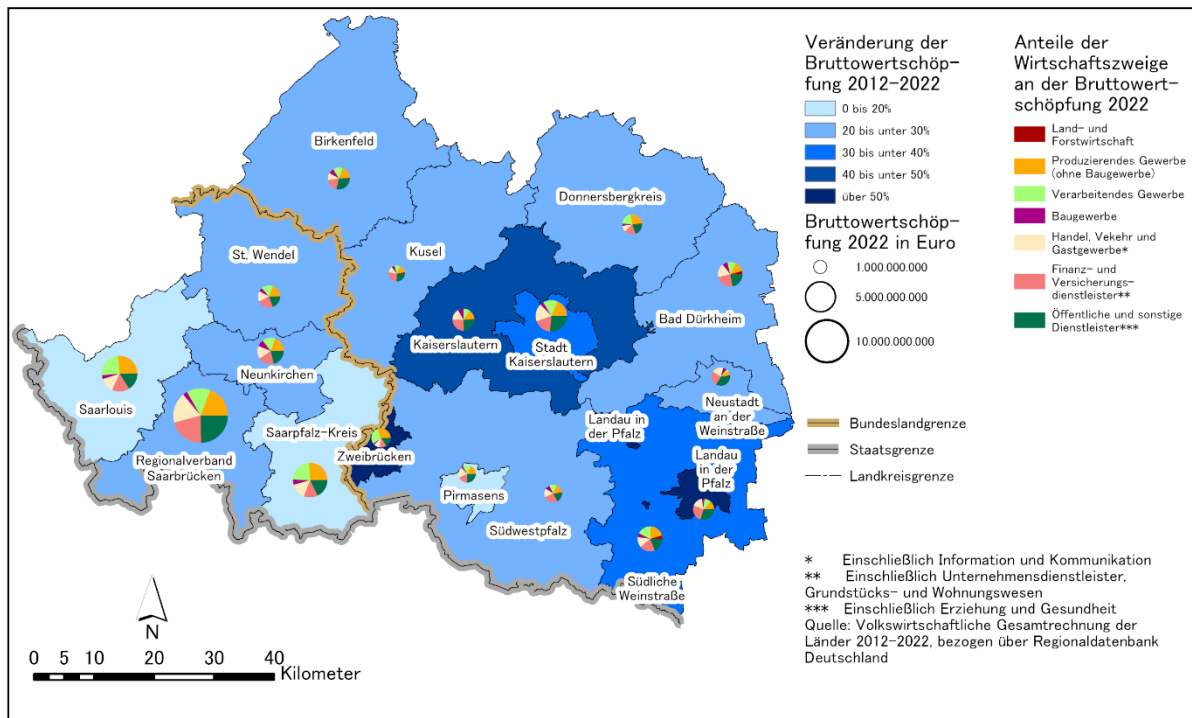 Birkenfeld
Donnersbergkreis
St. Wendel
Kusel
Bad Dürkheim
Kaiserslautern
Stadt
Kaiserslautern
Neunkirchen
Saarlouis
Neustadt
an der
Weinstraße
Landau in
der Pfalz
Saarpfalz-Kreis
Zweibrücken
Landau
in der
Pfalz
Regionalverband
Saarbrücken
Pirmasens
Südwestpfalz
Südliche
Weinstraße
N
0 5 10 20 30 40
Kilometer
Veränderung der
Bruttowertschöp-
fung 2012-2022
0 bis 20%
20 bis unter 30%
30 bis unter 40%
40 bis unter 50%
über 50%
Bruttowertschöp-
fung 2022 in Euro
1.000.000.000
5.000.000.000
10.000.000.000
Anteile der
Wirtschaftszweige
an der Bruttowert-
schöpfung 2022
Land- und
Forstwirtschaft
Produzierendes Gewerbe
(ohne Baugewerbe)
Verarbeitendes Gewerbe
Baugewerbe
Handel, Vekehr und
Gastgewerbe*
Finanz- und
Versicherungs-
dienstleister**
Öffentliche und sonstige
Dienstleister***
Bundeslandgrenze
Staatsgrenze
Landkreisgrenze
* Einschließlich Information und Kommunikation
** Einschließlich Unternehmensdienstleister,
Grundstücks- und Wohnungswesen
*** Einschließlich Erziehung und Gesundheit
Quelle: Volkswirtschaftliche Gesamtrechnung der
Länder 2012-2022, bezogen über Regionaldatenbank
Deutschland